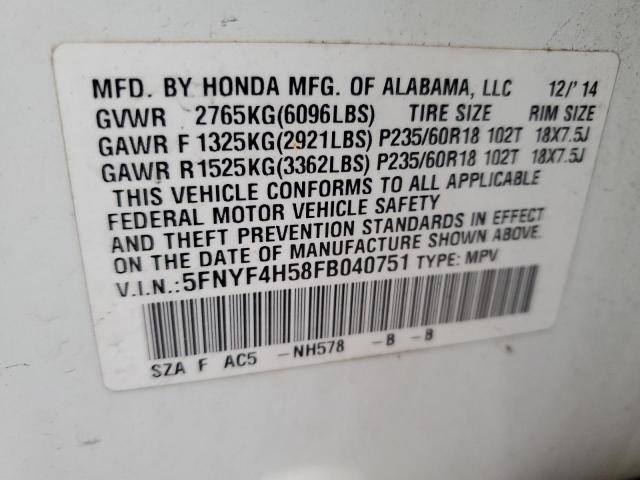 MFD. BY HONDA MFG. OF ALABAMA, LLC 12/'14
GVWR 2765KG(6096LBS) TIRE SIZE RIM SIZE
GAWR F 1325KG(2921LBS) P235/60R18 102T 18X7.5J
GAWR R 1525KG(3362LBS) P235/60R18 102T 18X7.5J
THIS VEHICLE CONFORMS TO ALL APPLICABLE
FEDERAL MOTOR VEHICLE SAFETY
AND THEFT PREVENTION STANDARDS IN EFFECT
ON THE DATE OF MANUFACTURE SHOWN ABOVE.
V.I.N.: 5FNYF4H58FB040751 TYPE: MPV
SZA F AC5 -NH578 -B -B